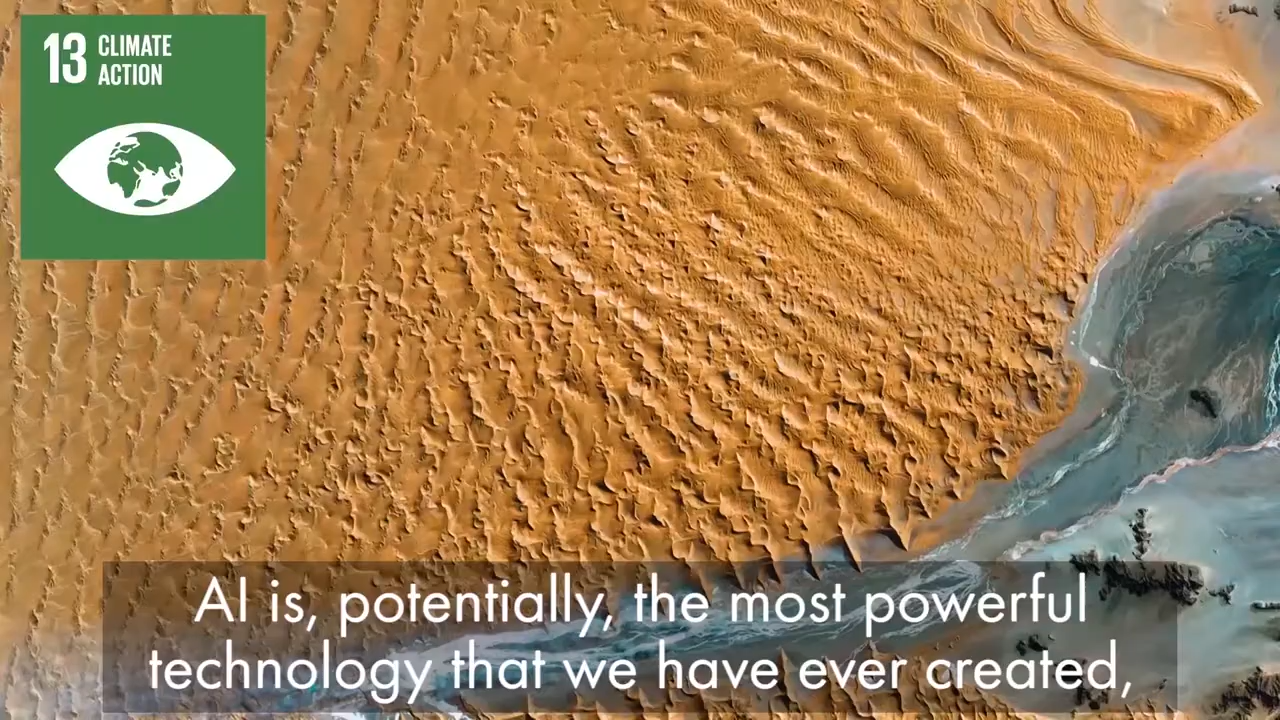 13 CLIMATE
ACTION
AI is, potentially, the most powerful
technology that we have ever created,